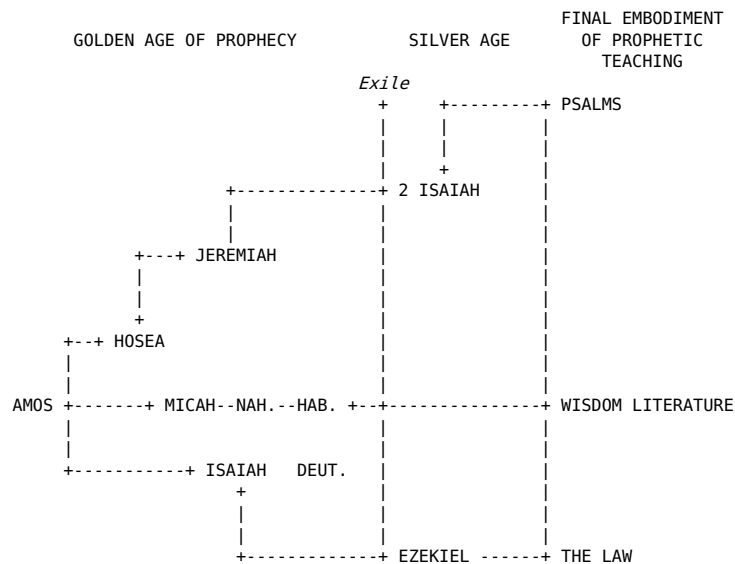 FINAL EMBODIMENT
GOLDEN AGE OF PROPHECY SILVER AGE OF PROPHETIC
TEACHING
Exile
PSALMS
2 ISAIAH
JEREMIAH
HOSEA
AMOS MICAH--NAH.--HAB. WISDOM LITERATURE
ISAIAH DEUT.
EZEKIEL THE LAW